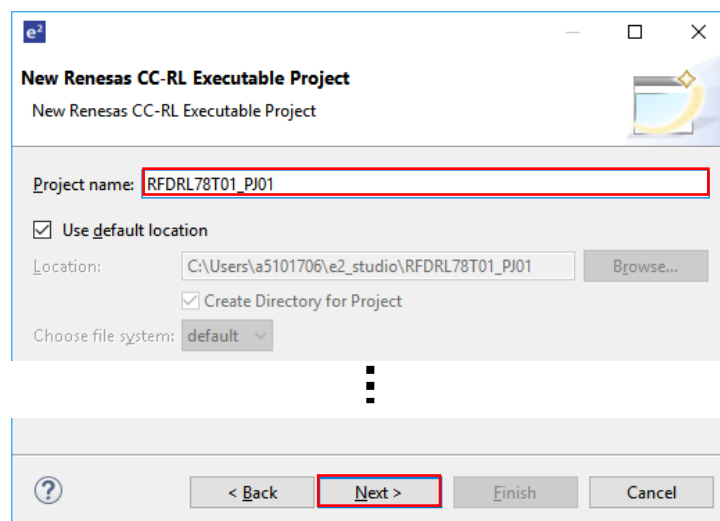 e²
New Renesas CC-RL Executable Project
New Renesas CC-RL Executable Project
Project name: RFDRL78T01_PJ01
Use default location
Location: C:\Users\a5101706\e2_studio\RFDRL78T01_PJ01 Browse...
Create Directory for Project
Choose file system: default
? < Back Next > Finish Cancel